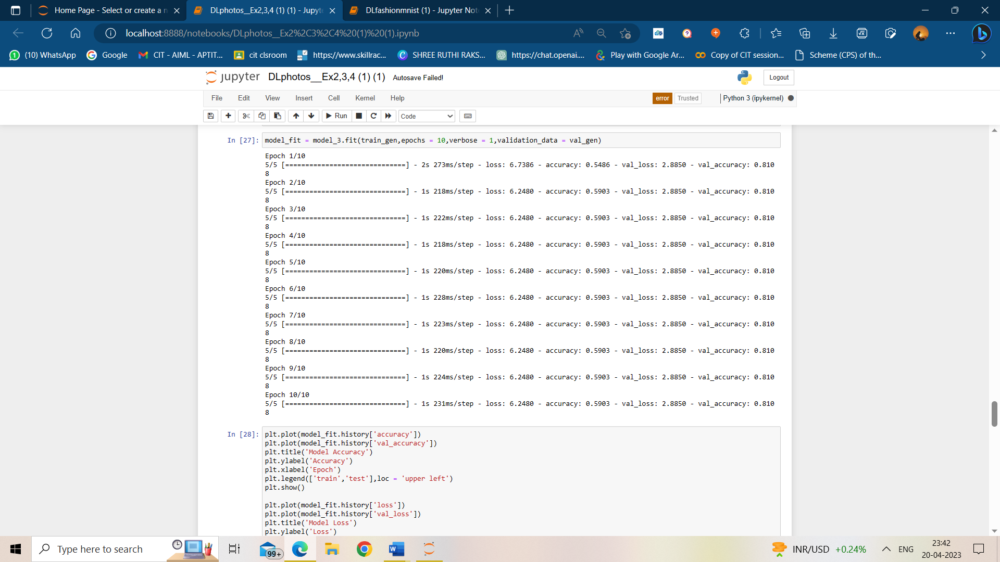 Home Page - Select or create a n
DLphotos__Ex2,3,4 (1) (1) - Jupyte
DLfashionmnist (1) - Jupyter Not
localhost:8888/notebooks/DLphotos__Ex2%2C3%2C4%20(1)%20(1).ipynb
(10) WhatsApp
Google
CIT - AIML - APTIT...
cit clsroom
https://www.skillrac...
SHREE RUTHI RAKS...
https://chat.openai....
Play with Google Ar...
Copy of CIT session...
Scheme (CPS) of th...
jupyter DLphotos__Ex2,3,4 (1) (1) Autosave Failed!
Logout
File Edit View Insert Cell Kernel Help
error Trusted Python 3 (ipykernel)
Run Code
In [27]: model_fit = model_3.fit(train_gen,epochs = 10,verbose = 1,validation_data = val_gen)
Epoch 1/10
5/5 [==============================] - 2s 273ms/step - loss: 6.7386 - accuracy: 0.5486 - val_loss: 2.8850 - val_accuracy: 0.810
8
Epoch 2/10
5/5 [==============================] - 1s 218ms/step - loss: 6.2480 - accuracy: 0.5903 - val_loss: 2.8850 - val_accuracy: 0.810
8
Epoch 3/10
5/5 [==============================] - 1s 222ms/step - loss: 6.2480 - accuracy: 0.5903 - val_loss: 2.8850 - val_accuracy: 0.810
8
Epoch 4/10
5/5 [==============================] - 1s 218ms/step - loss: 6.2480 - accuracy: 0.5903 - val_loss: 2.8850 - val_accuracy: 0.810
8
Epoch 5/10
5/5 [==============================] - 1s 220ms/step - loss: 6.2480 - accuracy: 0.5903 - val_loss: 2.8850 - val_accuracy: 0.810
8
Epoch 6/10
5/5 [==============================] - 1s 228ms/step - loss: 6.2480 - accuracy: 0.5903 - val_loss: 2.8850 - val_accuracy: 0.810
8
Epoch 7/10
5/5 [==============================] - 1s 223ms/step - loss: 6.2480 - accuracy: 0.5903 - val_loss: 2.8850 - val_accuracy: 0.810
8
Epoch 8/10
5/5 [==============================] - 1s 220ms/step - loss: 6.2480 - accuracy: 0.5903 - val_loss: 2.8850 - val_accuracy: 0.810
8
Epoch 9/10
5/5 [==============================] - 1s 224ms/step - loss: 6.2480 - accuracy: 0.5903 - val_loss: 2.8850 - val_accuracy: 0.810
8
Epoch 10/10
5/5 [==============================] - 1s 231ms/step - loss: 6.2480 - accuracy: 0.5903 - val_loss: 2.8850 - val_accuracy: 0.810
8
In [28]: plt.plot(model_fit.history['accuracy'])
plt.plot(model_fit.history['val_accuracy'])
plt.title('Model Accuracy')
plt.ylabel('Accuracy')
plt.xlabel('Epoch')
plt.legend(['train','test'],loc = 'upper left')
plt.show()
plt.plot(model_fit.history['loss'])
plt.plot(model_fit.history['val_loss'])
plt.title('Model Loss')
plt.ylabel('Loss')
Type here to search
99+
INR/USD +0.24%
ENG
23:42
20-04-2023